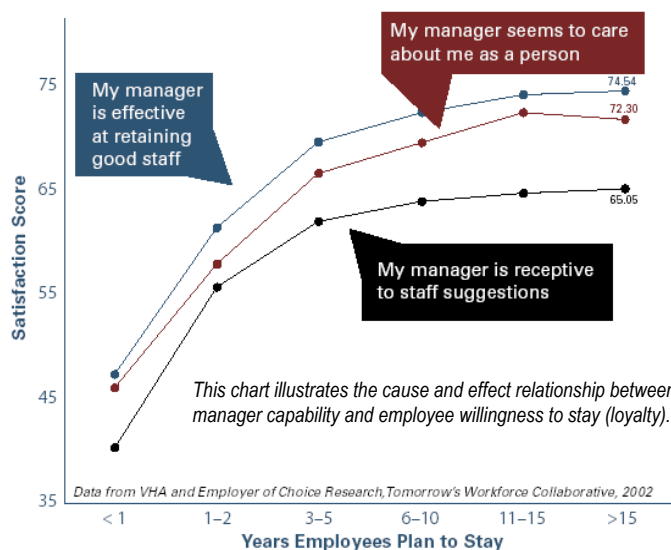 My manager seems to care
about me as a person
My manager
is effective
at retaining
good staff
75
74.54
72.30
65
65.05
Satisfaction Score
My manager is receptive
to staff suggestions
55
This chart illustrates the cause and effect relationship between
manager capability and employee willingness to stay (loyalty).
45
Data from VHA and Employer of Choice Research,Tomorrow's Workforce Collaborative, 2002
35
< 1
1–2
3–5
6–10
11–15
>15
Years Employees Plan to Stay